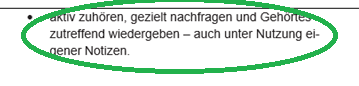 • aktiv zuhören, gezielt nachfragen und Gehörtes
zutreffend wiedergeben – auch unter Nutzung ei-
gener Notizen.